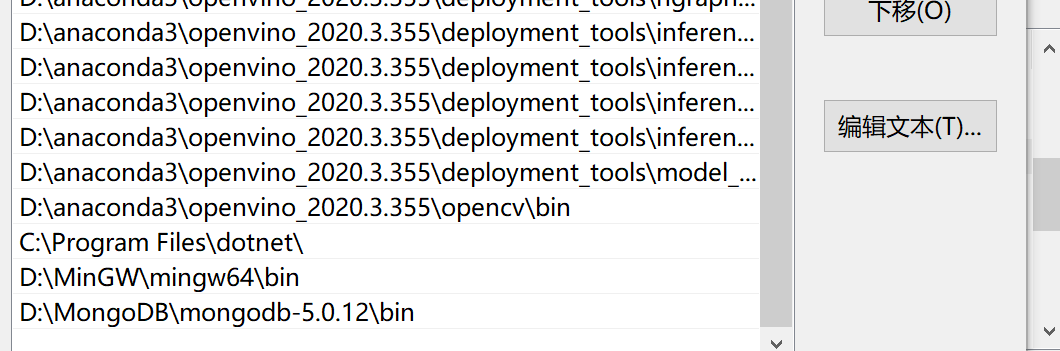 D:\anaconda3\openvino_2020.3.355\deployment_tools\ngraph...
D:\anaconda3\openvino_2020.3.355\deployment_tools\inferen...
D:\anaconda3\openvino_2020.3.355\deployment_tools\inferen...
D:\anaconda3\openvino_2020.3.355\deployment_tools\inferen...
D:\anaconda3\openvino_2020.3.355\deployment_tools\inferen...
D:\anaconda3\openvino_2020.3.355\deployment_tools\model_...
D:\anaconda3\openvino_2020.3.355\opencv\bin
C:\Program Files\dotnet\
D:\MinGW\mingw64\bin
D:\MongoDB\mongodb-5.0.12\bin
下移(O)
编辑文本(T)...